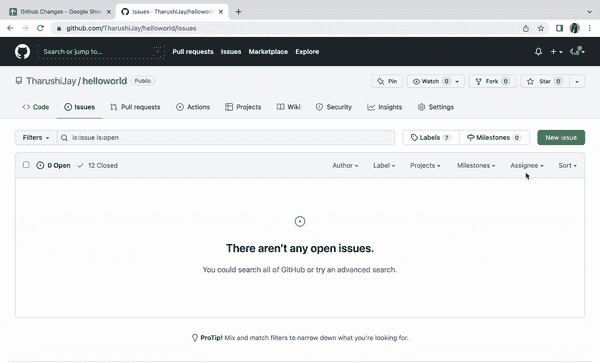 Github Changes - Google Shee
Issues · TharushiJay/helloworl
github.com/TharushiJay/helloworld/issues
Search or jump to... / Pull requests Issues Marketplace Explore
TharushiJay / helloworld Public
Pin Watch 0 Fork 0 Star 0
Code Issues Pull requests Actions Projects Wiki Security Insights Settings
Filters is:issue is:open Labels 7 Milestones 0 New issue
0 Open 12 Closed Author Label Projects Milestones Assignee Sort
There aren't any open issues.
You could search all of GitHub or try an advanced search.
ProTip! Mix and match filters to narrow down what you're looking for.